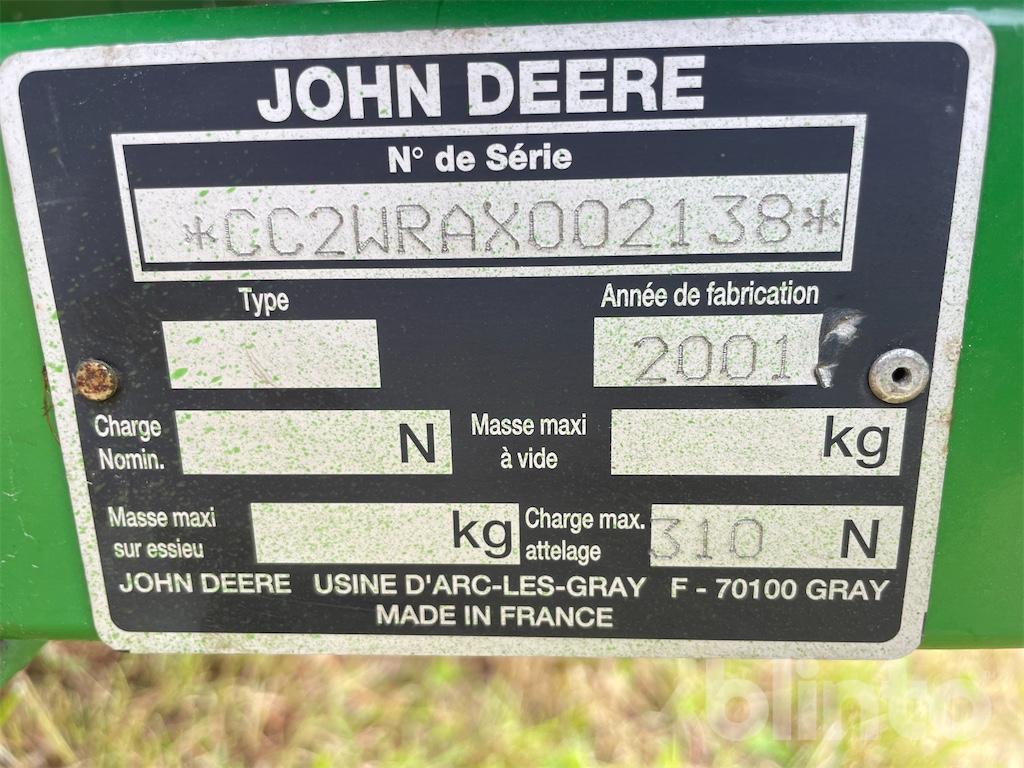 JOHN DEERE
N° de Série
*CC2WRAX002138*
Type
Année de fabrication
2001
Charge Nomin.
N
Masse maxi à vide
kg
Masse maxi sur essieu
kg
Charge max. attelage
310 N
JOHN DEERE USINE D'ARC-LES-GRAY F - 70100 GRAY
MADE IN FRANCE
blinto